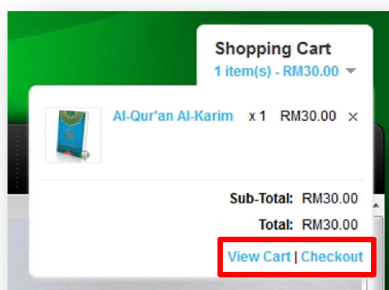 Shopping Cart
1 item(s) - RM30.00
Al-Qur'an Al-Karim x 1 RM30.00 ×
Sub-Total: RM30.00
Total: RM30.00
View Cart | Checkout